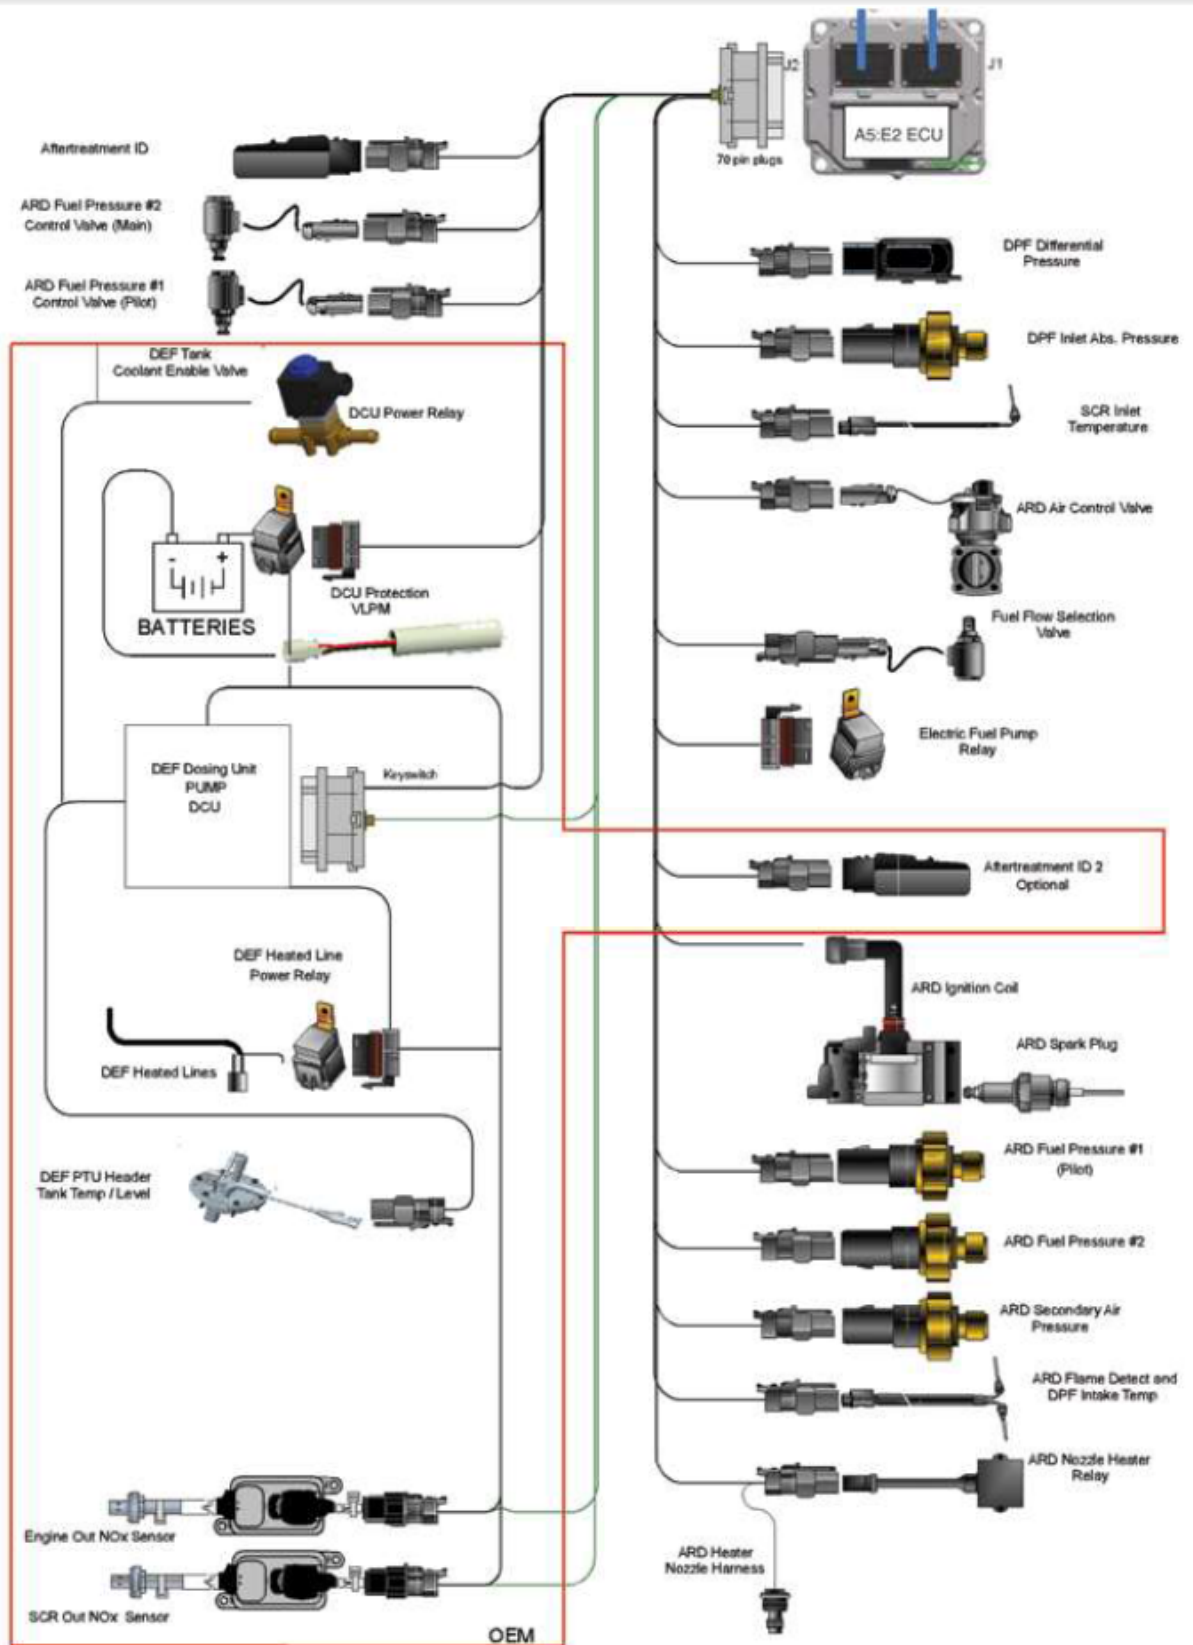 J2
J1
A5:E2 ECU
70 pin plugs
Aftertreatment ID
ARD Fuel Pressure #2
Control Valve (Main)
ARD Fuel Pressure #1
Control Valve (Pilot)
DPF Differential
Pressure
DPF Inlet Abs. Pressure
SCR Inlet
Temperature
ARD Air Control Valve
Fuel Flow Selection
Valve
Electric Fuel Pump
Relay
DEF Tank
Coolant Enable Valve
DCU Power Relay
- +
BATTERIES
DCU Protection
VLPM
DEF Dosing Unit
PUMP
DCU
Keyswitch
Aftertreatment ID 2
Optional
DEF Heated Line
Power Relay
DEF Heated Lines
ARD Ignition Coil
ARD Spark Plug
DEF PTU Header
Tank Temp / Level
ARD Fuel Pressure #1
(Pilot)
ARD Fuel Pressure #2
ARD Secondary Air
Pressure
ARD Flame Detect and
DPF Intake Temp
ARD Nozzle Heater
Relay
ARD Heater
Nozzle Harness
Engine Out NOx Sensor
SCR Out NOx Sensor
OEM